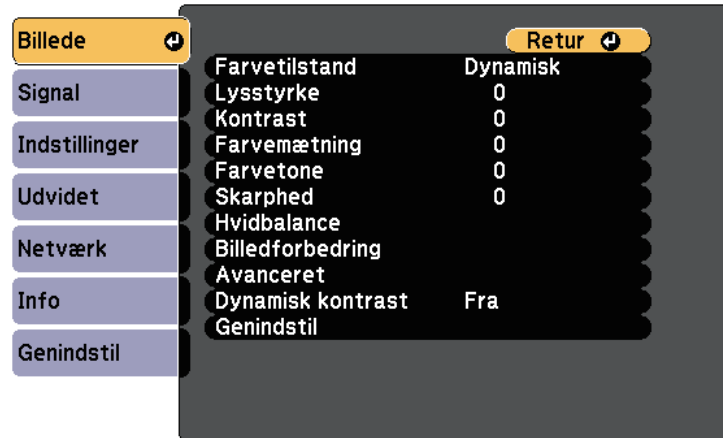 Billede
Signal
Indstillinger
Udvidet
Netværk
Info
Genindstil
Retur
Farvetilstand Dynamisk
Lysstyrke 0
Kontrast 0
Farvemætning 0
Farvetone 0
Skarphed 0
Hvidbalance
Billedforbedring
Avanceret
Dynamisk kontrast Fra
Genindstil